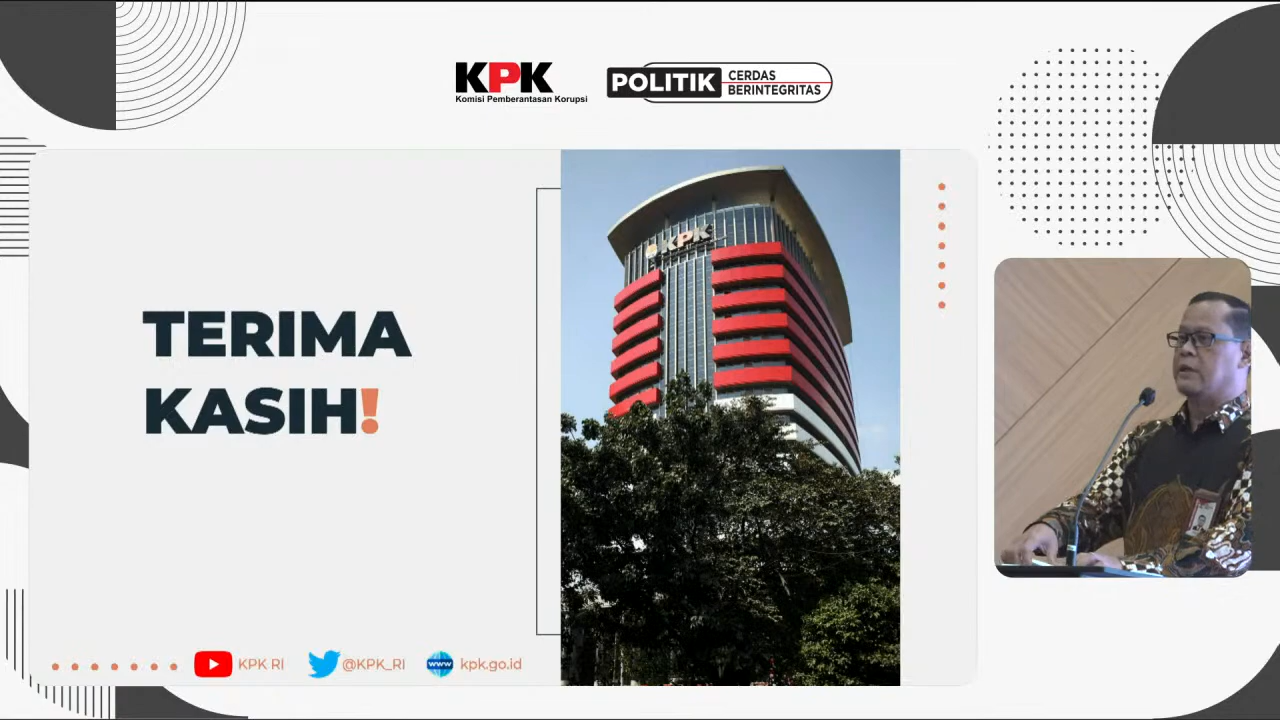 KPK
Komisi Pemberantasan Korupsi
POLITIK
CERDAS
BERINTEGRITAS
KPK
TERIMA
KASIH!
KPK RI
@KPK_RI
www
kpk.go.id